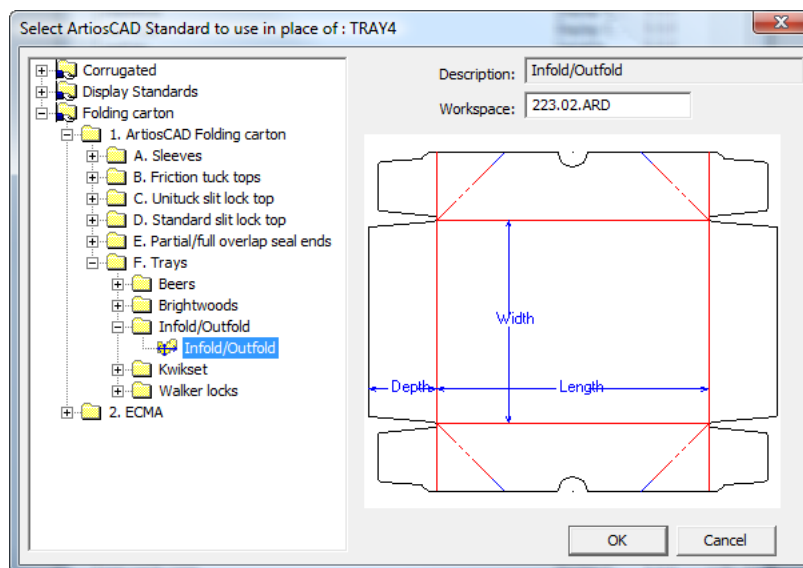 Select ArtiosCAD Standard to use in place of : TRAY4
Corrugated
Display Standards
Folding carton
1. ArtiosCAD Folding carton
A. Sleeves
B. Friction tuck tops
C. Unituck slit lock top
D. Standard slit lock top
E. Partial/full overlap seal ends
F. Trays
Beers
Brightwoods
Infold/Outfold
Infold/Outfold
Kwikset
Walker locks
2. ECMA
Description: Infold/Outfold
Workspace: 223.02.ARD
Width
Depth Length
OK Cancel